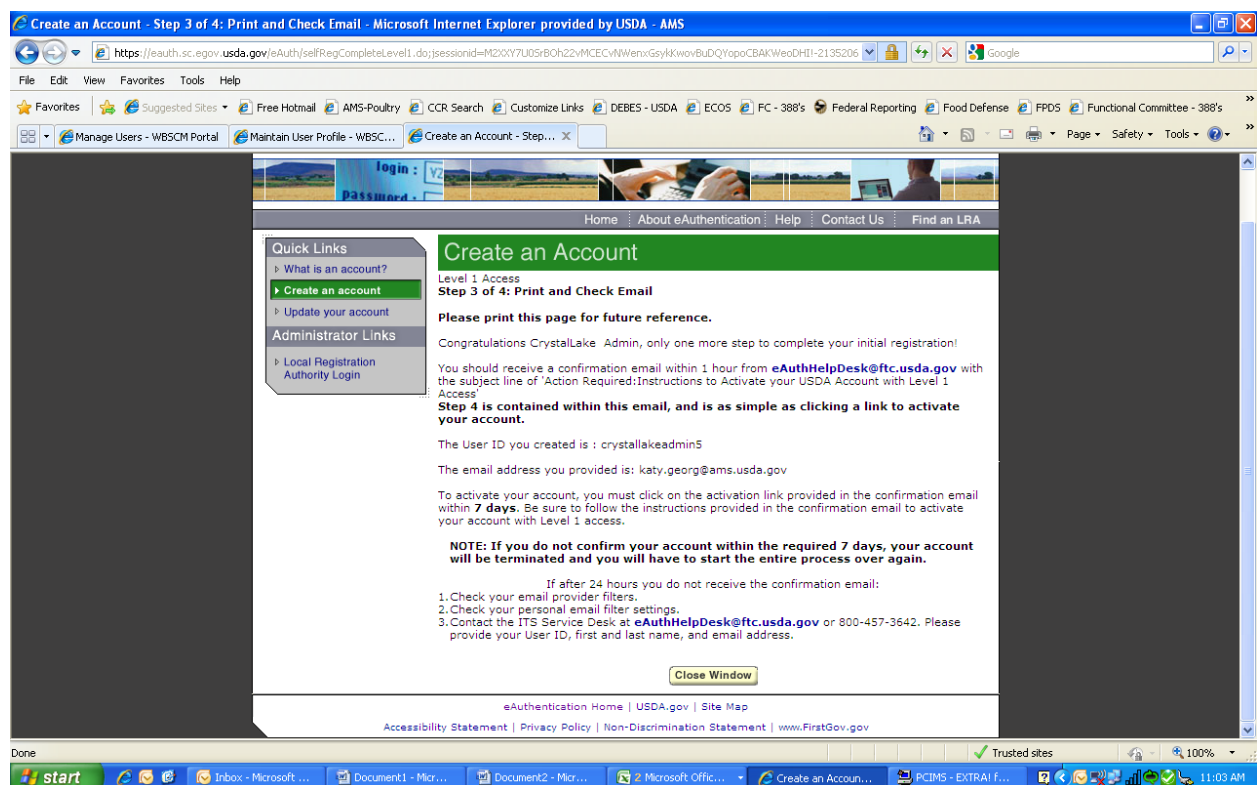 Create an Account - Step 3 of 4: Print and Check Email - Microsoft Internet Explorer provided by USDA - AMS
https://eauth.sc.egov.usda.gov/eAuth/selfRegCompleteLevel1.do;jsessionid=
Google
File Edit View Favorites Tools Help
Favorites Suggested Sites Free Hotmail AMS-Poultry CCR Search Customize Links DEBES - USDA ECOS FC - 388's Federal Reporting Food Defense FPDS Functional Committee - 388's »
Manage Users - WBSCM Portal Maintain User Profile - WBSC... Create an Account - Step... X Page Safety Tools »
login :
Password :
Home About eAuthentication Help Contact Us Find an LRA
Quick Links
What is an account?
Create an account
Update your account
Administrator Links
Local Registration
Authority Login
Create an Account
Level 1 Access
Step 3 of 4: Print and Check Email
Please print this page for future reference.
Congratulations CrystalLake Admin, only one more step to complete your initial registration!
You should receive a confirmation email within 1 hour from eAuthHelpDesk@ftc.usda.gov with
the subject line of 'Action Required:Instructions to Activate your USDA Account with Level 1
Access'
Step 4 is contained within this email, and is as simple as clicking a link to activate
your account.
The User ID you created is : crystallakeadmin5
The email address you provided is: katy.georg@ams.usda.gov
To activate your account, you must click on the activation link provided in the confirmation email
within 7 days. Be sure to follow the instructions provided in the confirmation email to activate
your account with Level 1 access.
NOTE: If you do not confirm your account within the required 7 days, your account
will be terminated and you will have to start the entire process over again.
If after 24 hours you do not receive the confirmation email:
1. Check your email provider filters.
2. Check your personal email filter settings.
3. Contact the ITS Service Desk at eAuthHelpDesk@ftc.usda.gov or 800-457-3642. Please
provide your User ID, first and last name, and email address.
Close Window
eAuthentication Home | USDA.gov | Site Map
Accessibility Statement | Privacy Policy | Non-Discrimination Statement | www.FirstGov.gov
Done Trusted sites 100%
start Inbox - Microsoft ... Document1 - Micr... Document2 - Micr... 2 Microsoft Offic... Create an Accoun... PCIMS - EXTRA! f... 11:03 AM